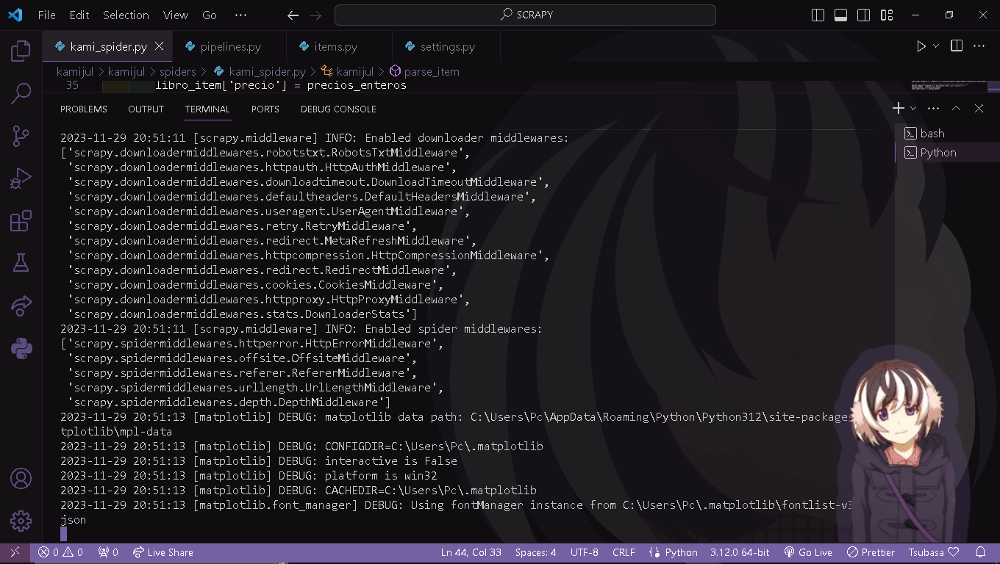 File Edit Selection View Go ··· SCRAPY
kami_spider.py pipelines.py items.py settings.py
kamijul > kamijul > spiders > kami_spider.py > kamijul > parse_item
35 libro_item['precio'] = precios_enteros
PROBLEMS OUTPUT TERMINAL PORTS DEBUG CONSOLE
bash
Python
2023-11-29 20:51:11 [scrapy.middleware] INFO: Enabled downloader middlewares:
['scrapy.downloadermiddlewares.robotstxt.RobotsTxtMiddleware',
'scrapy.downloadermiddlewares.httpauth.HttpAuthMiddleware',
'scrapy.downloadermiddlewares.downloadtimeout.DownloadTimeoutMiddleware',
'scrapy.downloadermiddlewares.defaultheaders.DefaultHeadersMiddleware',
'scrapy.downloadermiddlewares.useragent.UserAgentMiddleware',
'scrapy.downloadermiddlewares.retry.RetryMiddleware',
'scrapy.downloadermiddlewares.redirect.MetaRefreshMiddleware',
'scrapy.downloadermiddlewares.httpcompression.HttpCompressionMiddleware',
'scrapy.downloadermiddlewares.redirect.RedirectMiddleware',
'scrapy.downloadermiddlewares.cookies.CookiesMiddleware',
'scrapy.downloadermiddlewares.httpproxy.HttpProxyMiddleware',
'scrapy.downloadermiddlewares.stats.DownloaderStats']
2023-11-29 20:51:11 [scrapy.middleware] INFO: Enabled spider middlewares:
['scrapy.spidermiddlewares.httperror.HttpErrorMiddleware',
'scrapy.spidermiddlewares.offsite.OffsiteMiddleware',
'scrapy.spidermiddlewares.referer.RefererMiddleware',
'scrapy.spidermiddlewares.urllength.UrlLengthMiddleware',
'scrapy.spidermiddlewares.depth.DepthMiddleware']
2023-11-29 20:51:13 [matplotlib] DEBUG: matplotlib data path: C:\Users\Pc\AppData\Roaming\Python\Python312\site-packages
tplotlib\mpl-data
2023-11-29 20:51:13 [matplotlib] DEBUG: CONFIGDIR=C:\Users\Pc\.matplotlib
2023-11-29 20:51:13 [matplotlib] DEBUG: interactive is False
2023-11-29 20:51:13 [matplotlib] DEBUG: platform is win32
2023-11-29 20:51:13 [matplotlib] DEBUG: CACHEDIR=C:\Users\Pc\.matplotlib
2023-11-29 20:51:13 [matplotlib.font_manager] DEBUG: Using fontManager instance from C:\Users\Pc\.matplotlib\fontlist-v3
json
0 0 0 Live Share Ln 44, Col 33 Spaces: 4 UTF-8 CRLF Python 3.12.0 64-bit Go Live Prettier Tsubasa